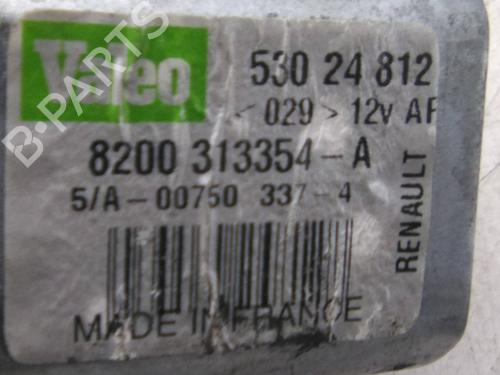 Valeo
530 24 812
< 029 > 12v AF
8200 313354-A
5/A-00750 337-4
RENAULT
MADE IN FRANCE
B-PARTS